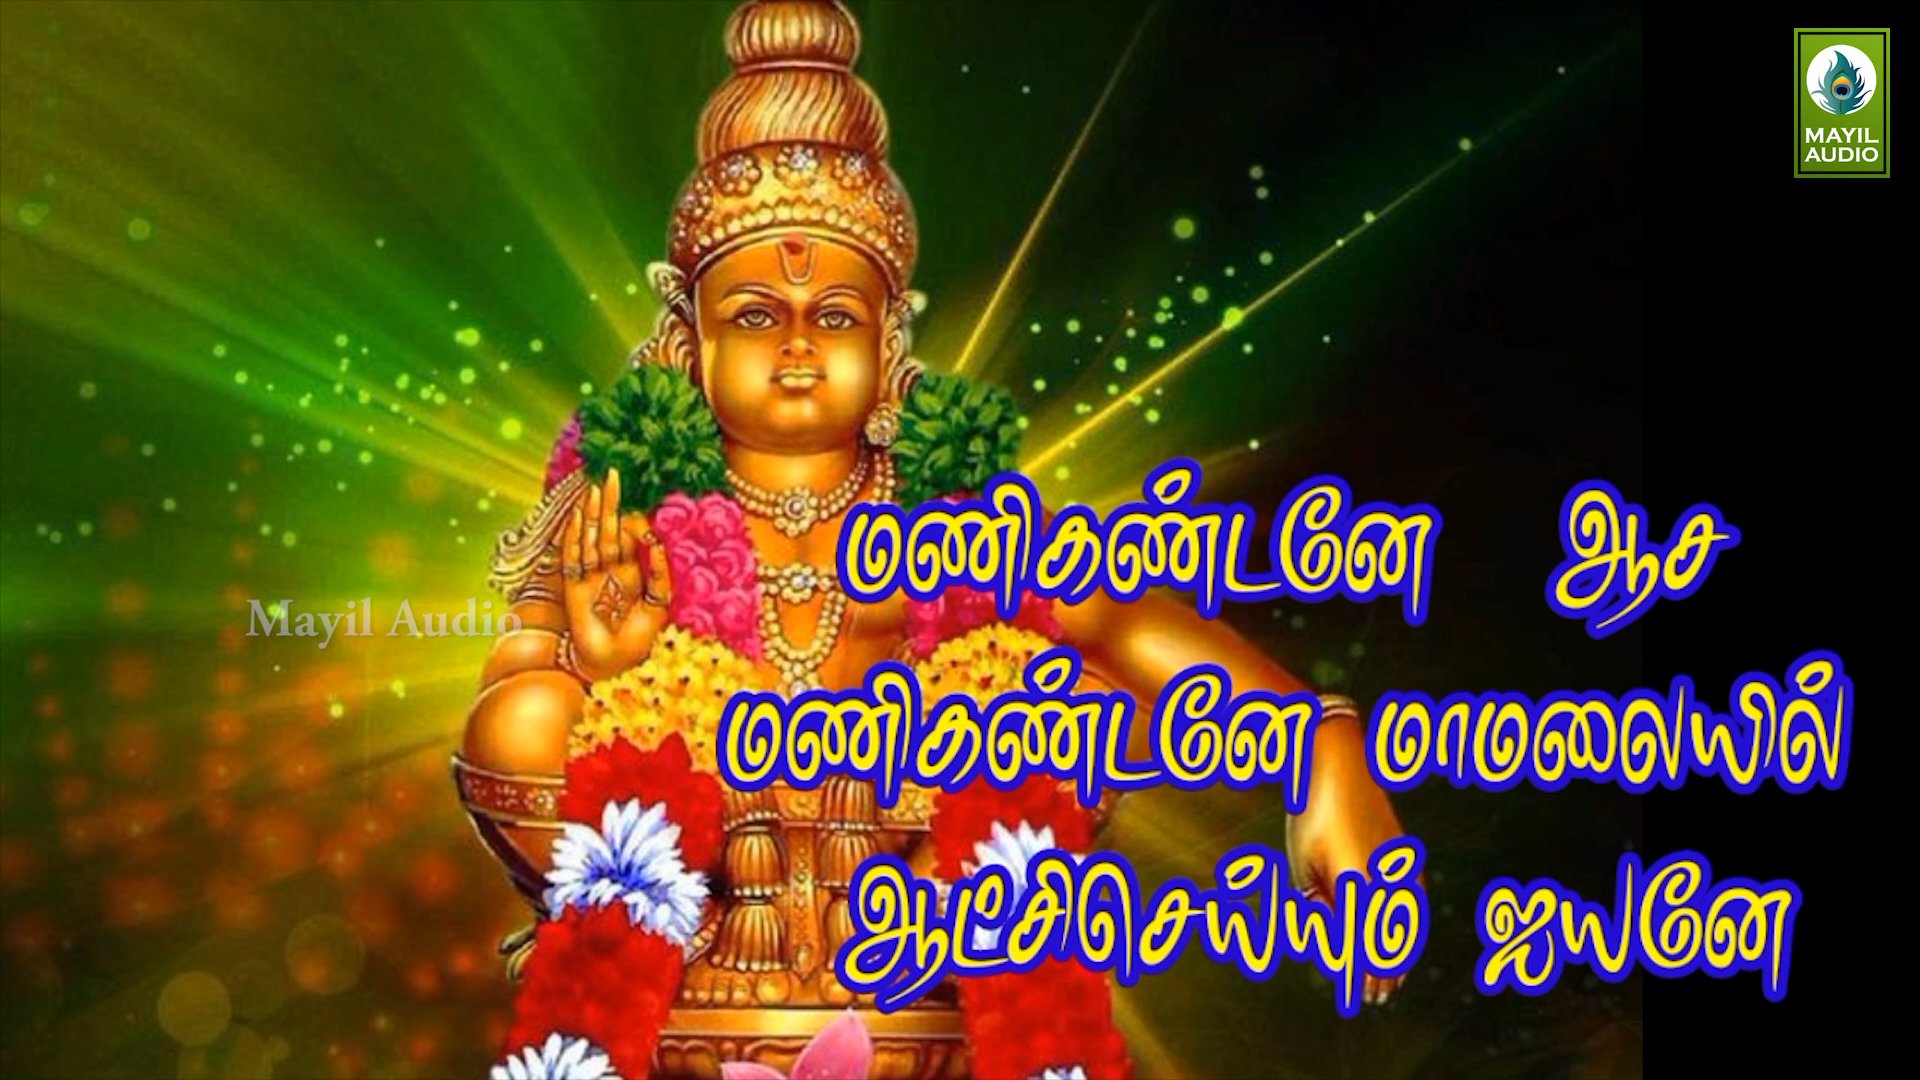 MAYIL
AUDIO
மணிகண்டனே ஆச
Mayil Audio
மணிகண்டனே மாமலையில்
ஆட்சிசெய்யும் ஐயனே